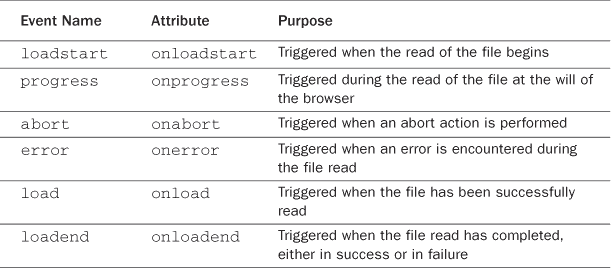 Event Name Attribute Purpose
loadstart onloadstart Triggered when the read of the file begins
progress onprogress Triggered during the read of the file at the will of
the browser
abort onabort Triggered when an abort action is performed
error onerror Triggered when an error is encountered during
the file read
load onload Triggered when the file has been successfully
read
loadend onloadend Triggered when the file read has completed,
either in success or in failure